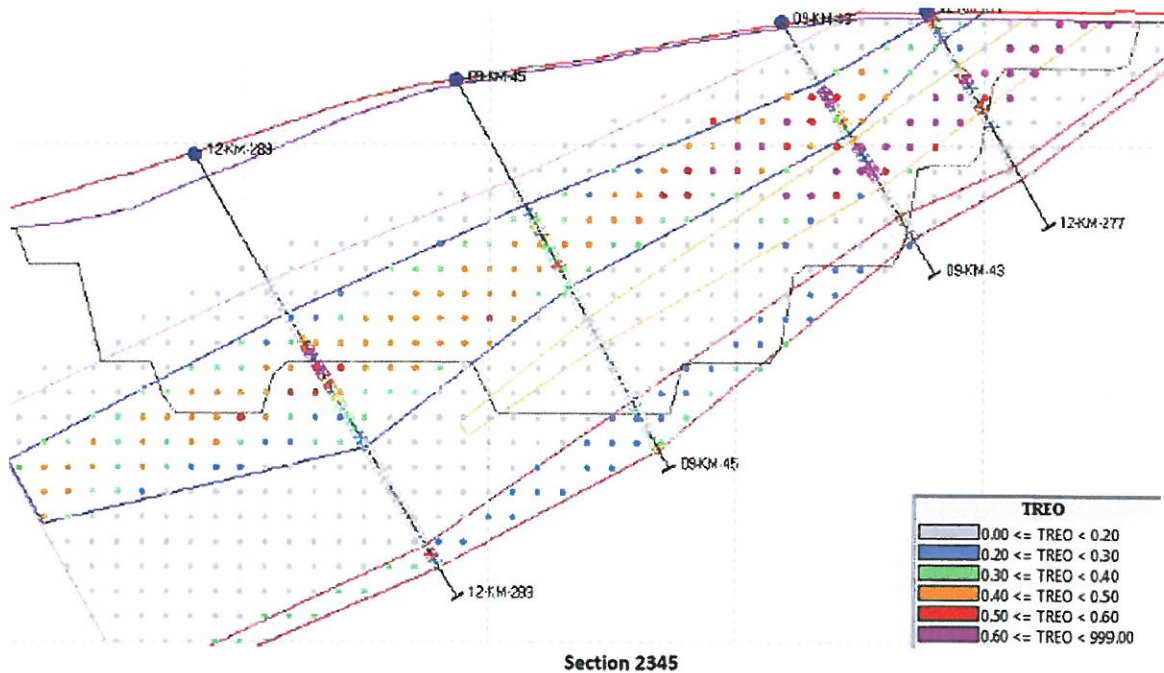 09-KM-43
09-KM-45
12-KM-283
12-KM-277
09-KM-43
09-KM-45
12-KM-283
TREO
0.00 <= TREO < 0.20
0.20 <= TREO < 0.30
0.30 <= TREO < 0.40
0.40 <= TREO < 0.50
0.50 <= TREO < 0.60
0.60 <= TREO < 999.00
Section 2345